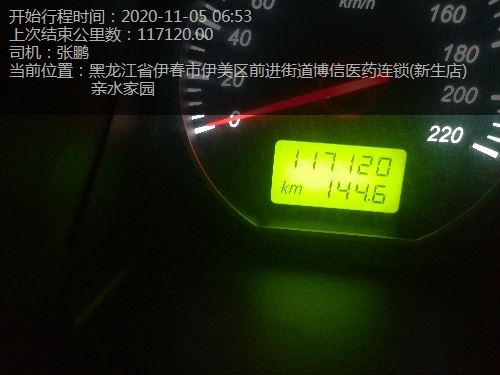 开始行程时间：2020-11-05 06:53
上次结束公里数：117120.00
司机：张鹏
当前位置：黑龙江省伊春市伊美区前进街道博信医药连锁(新生店)
亲水家园
km/h
60
160
40
180
20
200
0
220
117120
km 144.6